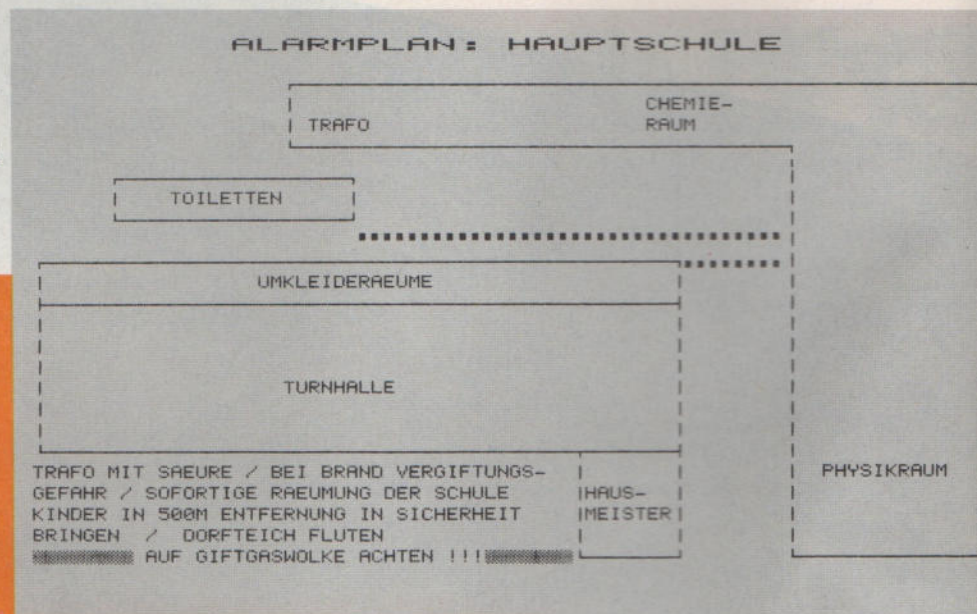 ALARMPLAN: HAUPTSCHULE
CHEMIE-
TRAFO RAUM
TOILETTEN
UMKLEIDERAEUME
TURNHALLE
TRAFO MIT SAEURE / BEI BRAND VERGIFTUNGS-
GEFAHR / SOFORTIGE RAEUMUNG DER SCHULE
KINDER IN 500M ENTFERNUNG IN SICHERHEIT
BRINGEN / DORFTEICH FLUTEN
AUF GIFTGASWOLKE ACHTEN !!!
HAUS-
MEISTER
PHYSIKRAUM